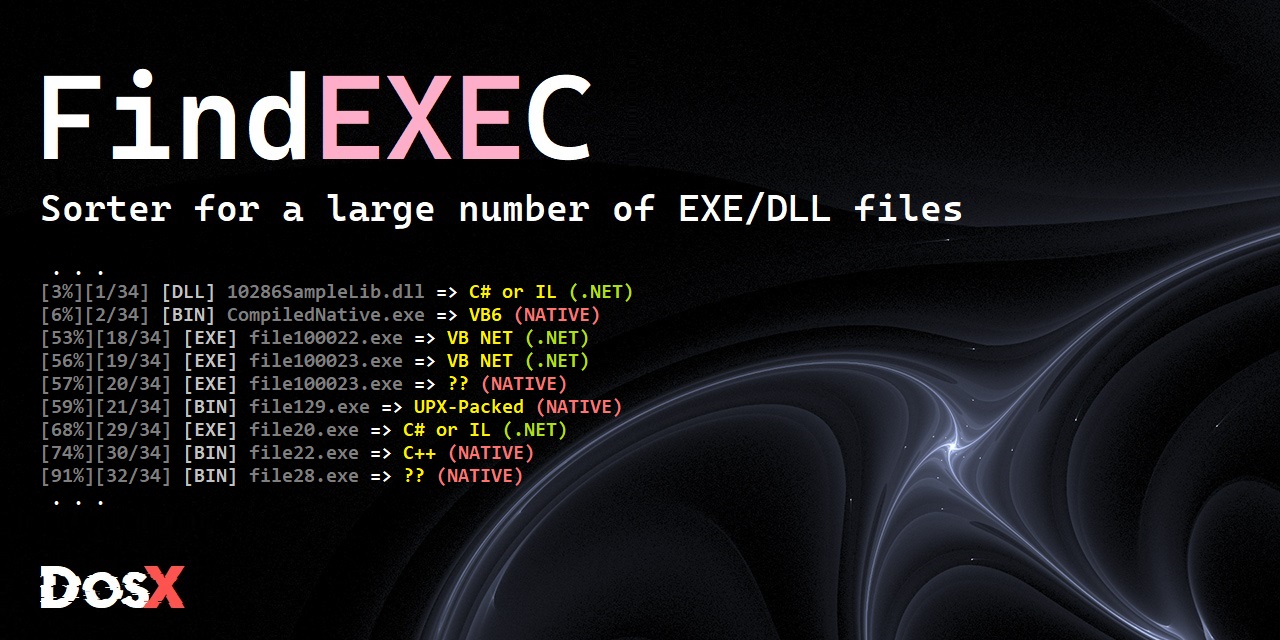 FindEXEC
Sorter for a large number of EXE/DLL files
. . .
[3%][1/34] [DLL] 10286SampleLib.dll => C# or IL (.NET)
[6%][2/34] [BIN] CompiledNative.exe => VB6 (NATIVE)
[53%][18/34] [EXE] file100022.exe => VB NET (.NET)
[56%][19/34] [EXE] file100023.exe => VB NET (.NET)
[57%][20/34] [EXE] file100023.exe => ?? (NATIVE)
[59%][21/34] [BIN] file129.exe => UPX-Packed (NATIVE)
[68%][29/34] [EXE] file20.exe => C# or IL (.NET)
[74%][30/34] [BIN] file22.exe => C++ (NATIVE)
[91%][32/34] [BIN] file28.exe => ?? (NATIVE)
. . .
DosX